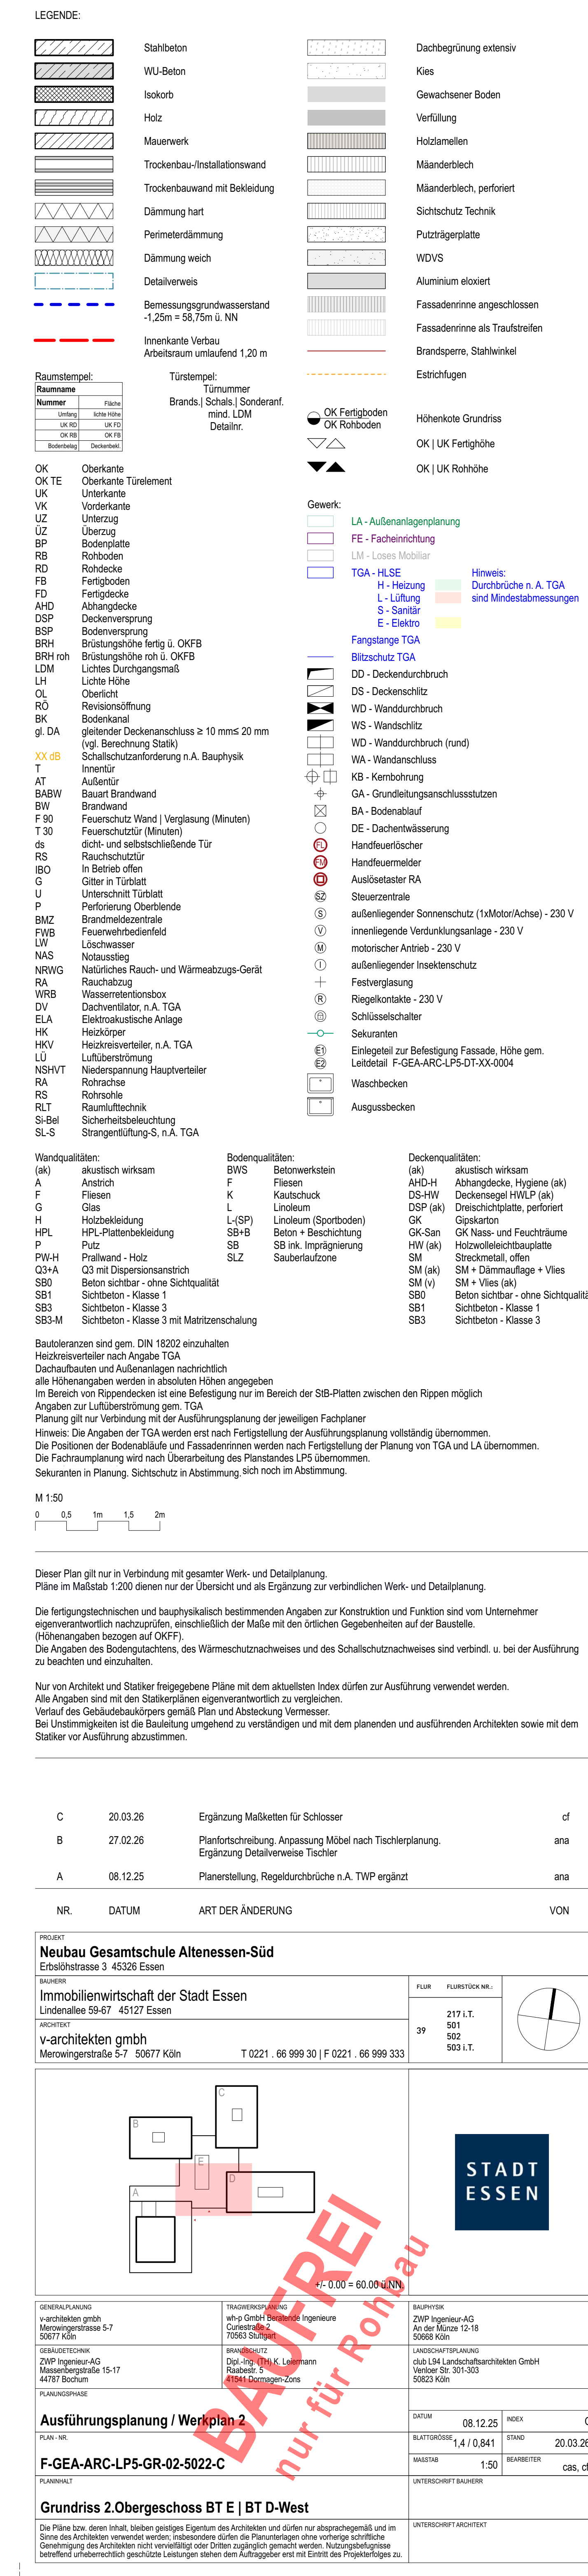 LEGENDE:
Stahlbeton
WU-Beton
Isokorb
Holz
Mauerwerk
Trockenbau-/Installationswand
Trockenbauwand mit Bekleidung
Dämmung hart
Perimeterdämmung
Dämmung weich
Detailverweis
Bemessungsgrundwasserstand
-1,25m = 58,75m ü. NN
Innenkante Verbau
Arbeitsraum umlaufend 1,20 m
Dachbegrünung extensiv
Kies
Gewachsener Boden
Verfüllung
Holzlamellen
Mäanderblech
Mäanderblech, perforiert
Sichtschutz Technik
Putzträgerplatte
WDVS
Aluminium eloxiert
Fassadenrinne angeschlossen
Fassadenrinne als Traufstreifen
Brandsperre, Stahlwinkel
Estrichfugen
Raumstempel:
Raumname
Nummer Fläche
Umfang lichte Höhe
UK RD UK FD
OK RB OK FB
Bodenbelag Deckenbekl.
Türstempel:
Türnummer
Brands.| Schals.| Sonderanf.
mind. LDM
Detailnr.
OK Fertigboden
OK Rohboden
Höhenkote Grundriss
OK | UK Fertighöhe
OK | UK Rohhöhe
OK Oberkante
OK TE Oberkante Türelement
UK Unterkante
VK Vorderkante
UZ Unterzug
ÜZ Überzug
BP Bodenplatte
RB Rohboden
RD Rohdecke
FB Fertigboden
FD Fertigdecke
AHD Abhangdecke
DSP Deckenversprung
BSP Bodenversprung
BRH Brüstungshöhe fertig ü. OKFB
BRH roh Brüstungshöhe roh ü. OKFB
LDM Lichtes Durchgangsmaß
LH Lichte Höhe
OL Oberlicht
RÖ Revisionsöffnung
BK Bodenkanal
gl. DA gleitender Deckenanschluss ≥ 10 mm≤ 20 mm
(vgl. Berechnung Statik)
XX dB Schallschutzanforderung n.A. Bauphysik
T Innentür
AT Außentür
BABW Bauart Brandwand
BW Brandwand
F 90 Feuerschutz Wand | Verglasung (Minuten)
T 30 Feuerschutztür (Minuten)
ds dicht- und selbstschließende Tür
RS Rauchschutztür
IBO In Betrieb offen
G Gitter in Türblatt
U Unterschnitt Türblatt
P Perforierung Oberblende
BMZ Brandmeldezentrale
FWB Feuerwehrbedienfeld
LW Löschwasser
NAS Notausstieg
NRWG Natürliches Rauch- und Wärmeabzugs-Gerät
RA Rauchabzug
WRB Wasserretentionsbox
DV Dachventilator, n.A. TGA
ELA Elektroakustische Anlage
HK Heizkörper
HKV Heizkreisverteiler, n.A. TGA
LÜ Luftüberströmung
NSHVT Niederspannung Hauptverteiler
RA Rohrachse
RS Rohrsohle
RLT Raumlufttechnik
Si-Bel Sicherheitsbeleuchtung
SL-S Strangentlüftung-S, n.A. TGA
Gewerk:
LA - Außenanlagenplanung
FE - Facheinrichtung
LM - Loses Mobiliar
TGA - HLSE
H - Heizung
L - Lüftung
S - Sanitär
E - Elektro
Hinweis:
Durchbrüche n. A. TGA
sind Mindestabmessungen
Fangstange TGA
Blitzschutz TGA
DD - Deckendurchbruch
DS - Deckenschlitz
WD - Wanddurchbruch
WS - Wandschlitz
WD - Wanddurchbruch (rund)
WA - Wandanschluss
KB - Kernbohrung
GA - Grundleitungsanschlussstutzen
BA - Bodenablauf
DE - Dachentwässerung
FL Handfeuerlöscher
FM Handfeuermelder
Auslösetaster RA
SZ Steuerzentrale
S außenliegender Sonnenschutz (1xMotor/Achse) - 230 V
V innenliegende Verdunklungsanlage - 230 V
M motorischer Antrieb - 230 V
I außenliegender Insektenschutz
Festverglasung
R Riegelkontakte - 230 V
Schlüsselschalter
Sekuranten
E1 Einlegeteil zur Befestigung Fassade, Höhe gem.
E2 Leitdetail F-GEA-ARC-LP5-DT-XX-0004
Waschbecken
Ausgussbecken
Wandqualitäten:
(ak) akustisch wirksam
A Anstrich
F Fliesen
G Glas
H Holzbekleidung
HPL HPL-Plattenbekleidung
P Putz
PW-H Prallwand - Holz
Q3+A Q3 mit Dispersionsanstrich
SB0 Beton sichtbar - ohne Sichtqualität
SB1 Sichtbeton - Klasse 1
SB3 Sichtbeton - Klasse 3
SB3-M Sichtbeton - Klasse 3 mit Matritzenschalung
Bodenqualitäten:
BWS Betonwerkstein
F Fliesen
K Kautschuck
L Linoleum
L-(SP) Linoleum (Sportboden)
SB+B Beton + Beschichtung
SB SB ink. Imprägnierung
SLZ Sauberlaufzone
Deckenqualitäten:
(ak) akustisch wirksam
AHD-H Abhangdecke, Hygiene (ak)
DS-HW Deckensegel HWLP (ak)
DSP (ak) Dreischichtplatte, perforiert
GK Gipskarton
GK-San GK Nass- und Feuchträume
HW (ak) Holzwolleleichtbauplatte
SM Streckmetall, offen
SM (ak) SM + Dämmauflage + Vlies
SM (v) SM + Vlies (ak)
SB0 Beton sichtbar - ohne Sichtqualitä
SB1 Sichtbeton - Klasse 1
SB3 Sichtbeton - Klasse 3
Bautoleranzen sind gem. DIN 18202 einzuhalten
Heizkreisverteiler nach Angabe TGA
Dachaufbauten und Außenanlagen nachrichtlich
alle Höhenangaben werden in absoluten Höhen angegeben
Im Bereich von Rippendecken ist eine Befestigung nur im Bereich der StB-Platten zwischen den Rippen möglich
Angaben zur Luftüberströmung gem. TGA
Planung gilt nur Verbindung mit der Ausführungsplanung der jeweiligen Fachplaner
Hinweis: Die Angaben der TGA werden erst nach Fertigstellung der Ausführungsplanung vollständig übernommen.
Die Positionen der Bodenabläufe und Fassadenrinnen werden nach Fertigstellung der Planung von TGA und LA übernommen.
Die Fachraumplanung wird nach Überarbeitung des Planstandes LP5 übernommen.
Sekuranten in Planung. Sichtschutz in Abstimmung. sich noch im Abstimmung.
M 1:50
0 0,5 1m 1,5 2m
Dieser Plan gilt nur in Verbindung mit gesamter Werk- und Detailplanung.
Pläne im Maßstab 1:200 dienen nur der Übersicht und als Ergänzung zur verbindlichen Werk- und Detailplanung.
Die fertigungstechnischen und bauphysikalisch bestimmenden Angaben zur Konstruktion und Funktion sind vom Unternehmer
eigenverantwortlich nachzuprüfen, einschließlich der Maße mit den örtlichen Gegebenheiten auf der Baustelle.
(Höhenangaben bezogen auf OKFF).
Die Angaben des Bodengutachtens, des Wärmeschutznachweises und des Schallschutznachweises sind verbindl. u. bei der Ausführung
zu beachten und einzuhalten.
Nur von Architekt und Statiker freigegebene Pläne mit dem aktuellsten Index dürfen zur Ausführung verwendet werden.
Alle Angaben sind mit den Statikerplänen eigenverantwortlich zu vergleichen.
Verlauf des Gebäudebaukörpers gemäß Plan und Absteckung Vermesser.
Bei Unstimmigkeiten ist die Bauleitung umgehend zu verständigen und mit dem planenden und ausführenden Architekten sowie mit dem
Statiker vor Ausführung abzustimmen.
C 20.03.26 Ergänzung Maßketten für Schlosser cf
B 27.02.26 Planfortschreibung. Anpassung Möbel nach Tischlerplanung. ana
Ergänzung Detailverweise Tischler
A 08.12.25 Planerstellung, Regeldurchbrüche n.A. TWP ergänzt ana
NR. DATUM ART DER ÄNDERUNG VON
PROJEKT
Neubau Gesamtschule Altenessen-Süd
Erbslöhstrasse 3 45326 Essen
BAUHERR
Immobilienwirtschaft der Stadt Essen
Lindenallee 59-67 45127 Essen
ARCHITEKT
v-architekten gmbh
Merowingerstraße 5-7 50677 Köln T 0221 . 66 999 30 | F 0221 . 66 999 333
FLUR FLURSTÜCK NR.:
39
217 i.T.
501
502
503 i.T.
C
B
E
D
A
+/- 0.00 = 60.00 ü.NN.
STADT
ESSEN
BAUFREI
nur für Rohbau
GENERALPLANUNG
v-architekten gmbh
Merowingerstrasse 5-7
50677 Köln
TRAGWERKSPLANUNG
wh-p GmbH Beratende Ingenieure
Curiestraße 2
70563 Stuttgart
BAUPHYSIK
ZWP Ingenieur-AG
An der Münze 12-18
50668 Köln
GEBÄUDETECHNIK
ZWP Ingenieur-AG
Massenbergstraße 15-17
44787 Bochum
BRANDSCHUTZ
Dipl.-Ing. (TH) K. Leiermann
Raabestr. 5
41541 Dormagen-Zons
LANDSCHAFTSPLANUNG
club L94 Landschaftsarchitekten GmbH
Venloer Str. 301-303
50823 Köln
PLANUNGSPHASE
Ausführungsplanung / Werkplan 2
DATUM 08.12.25 INDEX
PLAN - NR.
F-GEA-ARC-LP5-GR-02-5022-C
BLATTGRÖSSE 1,4 / 0,841 STAND 20.03.26
MAßSTAB 1:50 BEARBEITER cas, cf
PLANINHALT
Grundriss 2.Obergeschoss BT E | BT D-West
UNTERSCHRIFT BAUHERR
UNTERSCHRIFT ARCHITEKT
Die Pläne bzw. deren Inhalt, bleiben geistiges Eigentum des Architekten und dürfen nur absprachegemäß und im
Sinne des Architekten verwendet werden; insbesondere dürfen die Planunterlagen ohne vorherige schriftliche
Genehmigung des Architekten nicht vervielfältigt oder Dritten zugänglich gemacht werden. Nutzungsbefugnisse
betreffend urheberrechtlich geschützte Leistungen stehen dem Auftraggeber erst mit Eintritt des Projekterfolges zu.